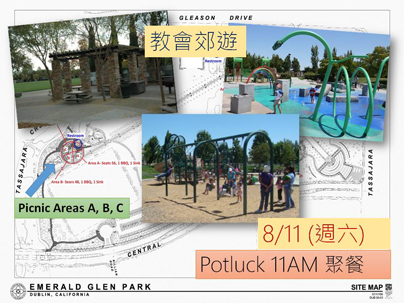 GLEASON DRIVE
教會郊遊
Restroom
Restroom
Area A: Seats 56, 1 BBQ, 1 Sink
Area B: Seats 48, 1 BBQ, 1 Sink
TASSAJARA
TASSAJARA
Picnic Areas A, B, C
CENTRAL
8/11 (週六)
Potluck 11AM 聚餐
EMERALD GLEN PARK
DUBLIN, CALIFORNIA
SITE MAP